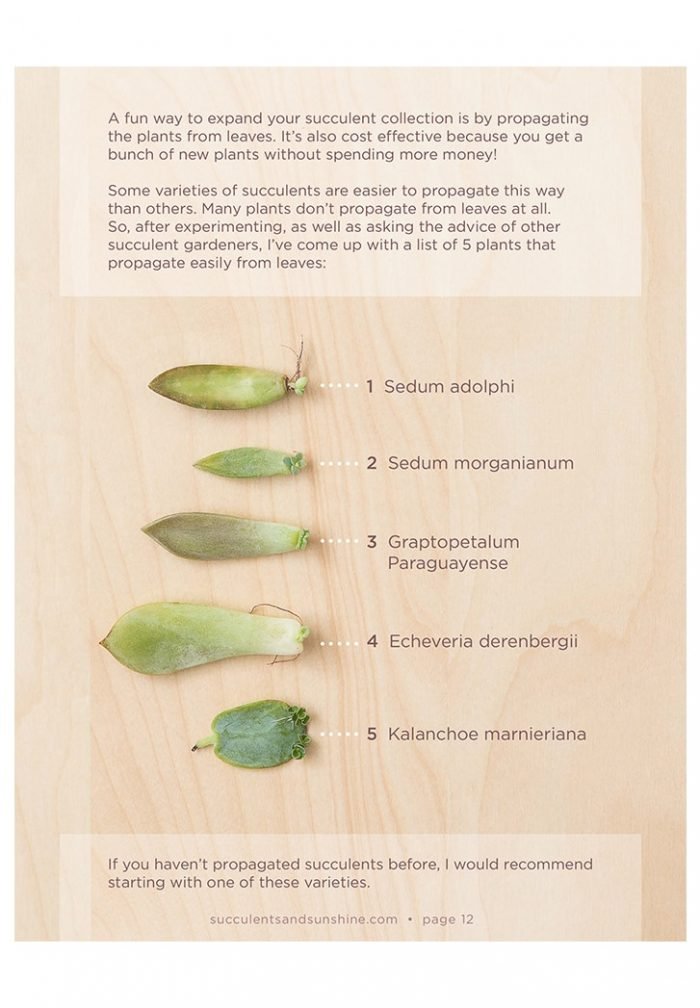 A fun way to expand your succulent collection is by propagating
the plants from leaves. It's also cost effective because you get a
bunch of new plants without spending more money!
Some varieties of succulents are easier to propagate this way
than others. Many plants don't propagate from leaves at all.
So, after experimenting, as well as asking the advice of other
succulent gardeners, I've come up with a list of 5 plants that
propagate easily from leaves:
1 Sedum adolphi
2 Sedum morganianum
3 Graptopetalum
Paraguayense
4 Echeveria derenbergii
5 Kalanchoe marnieriana
If you haven't propagated succulents before, I would recommend
starting with one of these varieties.
succulentsandsunshine.com • page 12